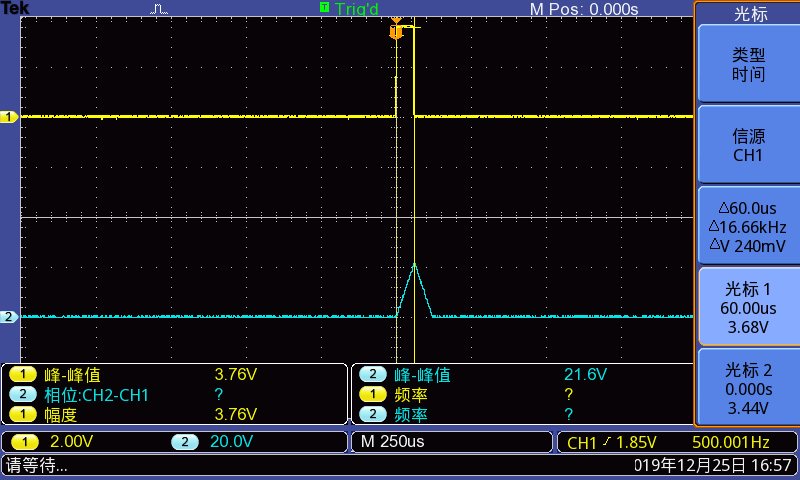 Tek Trig'd M Pos: 0.000s 光标
类型
时间
信源
CH1
△60.0us
△16.66kHz
△V 240mV
光标 1
60.00us
3.68V
光标 2
0.000s
3.44V
1
2
1 峰-峰值 3.76V 2 峰-峰值 21.6V
2 相位:CH2-CH1 ? 1 频率 ?
1 幅度 3.76V 2 频率 ?
1 2.00V 2 20.0V M 250us CH1 1.85V 500.001Hz
请等待... 019年12月25日 16:57